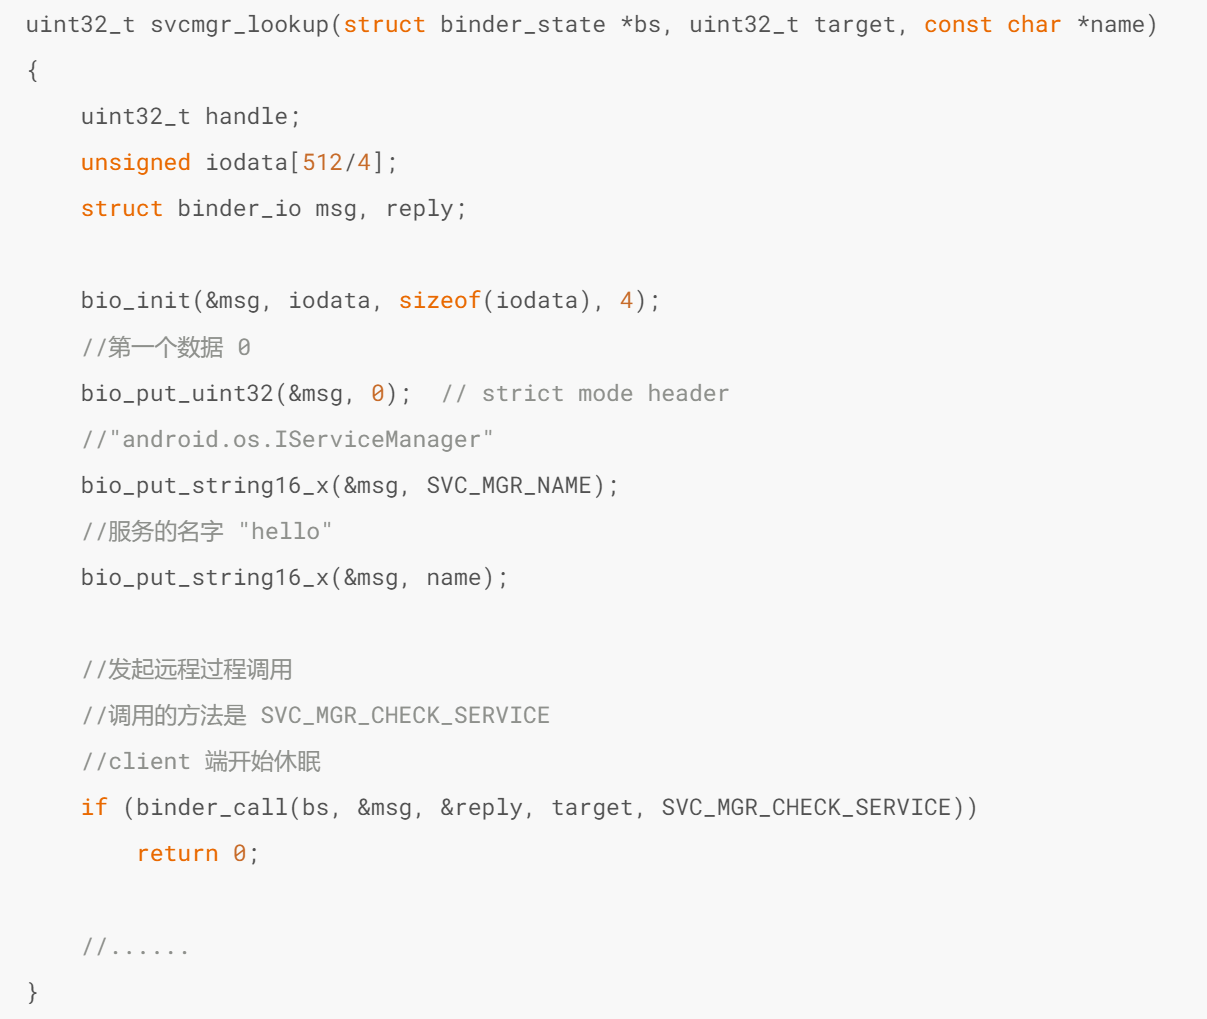 uint32_t svcmgr_lookup(struct binder_state *bs, uint32_t target, const char *name)
{
    uint32_t handle;
    unsigned iodata[512/4];
    struct binder_io msg, reply;

    bio_init(&msg, iodata, sizeof(iodata), 4);
    //第一个数据 0
    bio_put_uint32(&msg, 0);  // strict mode header
    //"android.os.IServiceManager"
    bio_put_string16_x(&msg, SVC_MGR_NAME);
    //服务的名字 "hello"
    bio_put_string16_x(&msg, name);

    //发起远程过程调用
    //调用的方法是 SVC_MGR_CHECK_SERVICE
    //client 端开始休眠
    if (binder_call(bs, &msg, &reply, target, SVC_MGR_CHECK_SERVICE))
        return 0;

    //......
}